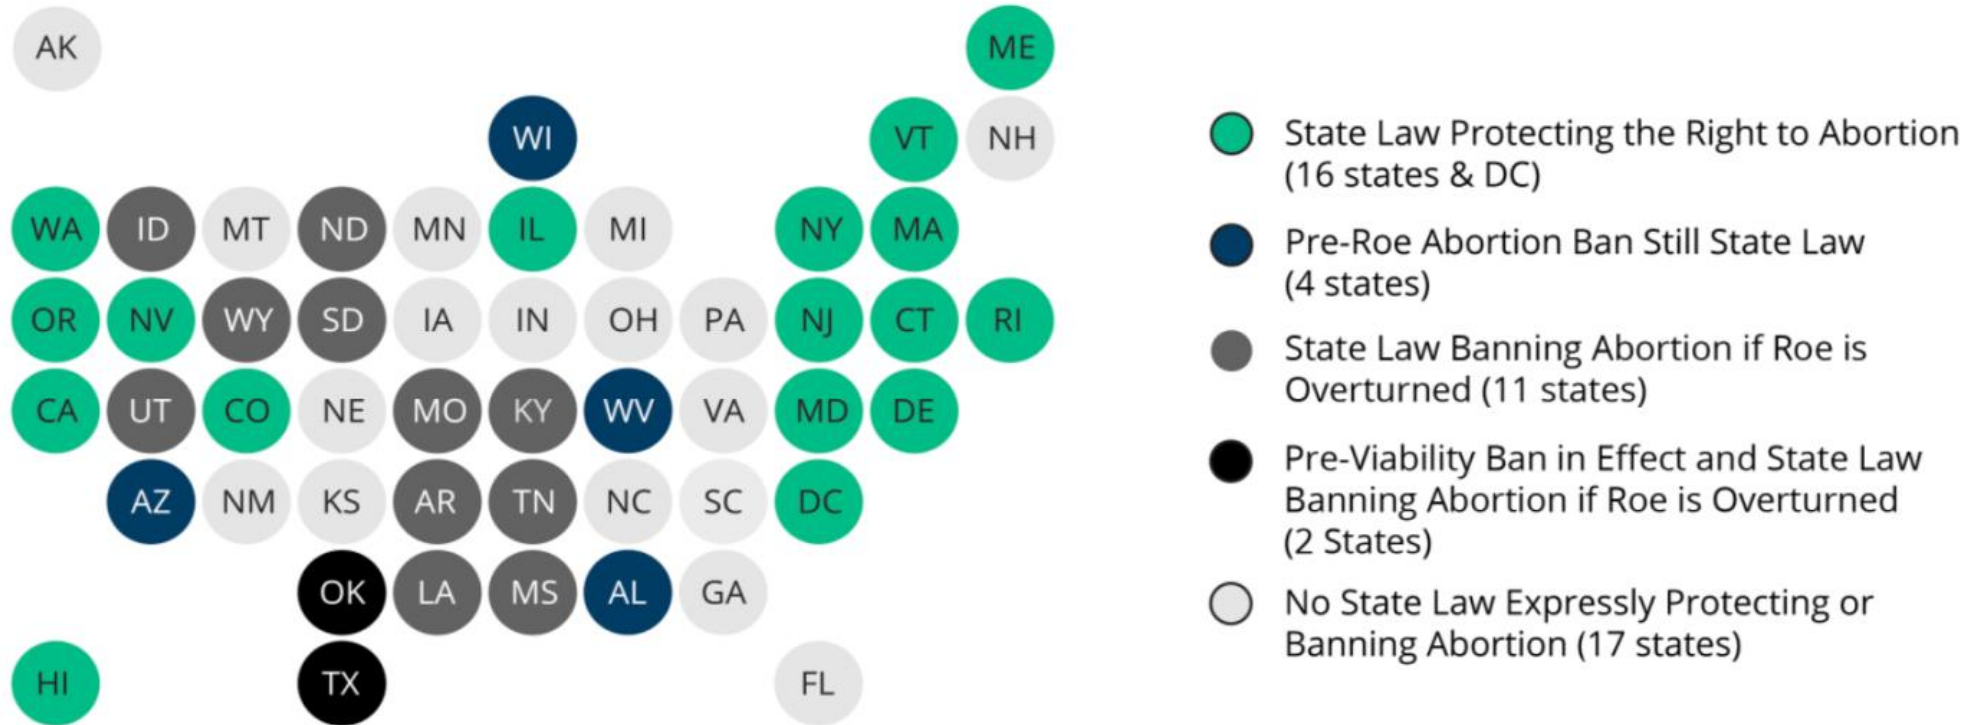 AK
ME
WI
VT
NH
WA
ID
MT
ND
MN
IL
MI
NY
MA
OR
NV
WY
SD
IA
IN
OH
PA
NJ
CT
RI
CA
UT
CO
NE
MO
KY
WV
VA
MD
DE
AZ
NM
KS
AR
TN
NC
SC
DC
OK
LA
MS
AL
GA
HI
TX
FL
State Law Protecting the Right to Abortion
(16 states & DC)
Pre-Roe Abortion Ban Still State Law
(4 states)
State Law Banning Abortion if Roe is
Overturned (11 states)
Pre-Viability Ban in Effect and State Law
Banning Abortion if Roe is Overturned
(2 States)
No State Law Expressly Protecting or
Banning Abortion (17 states)